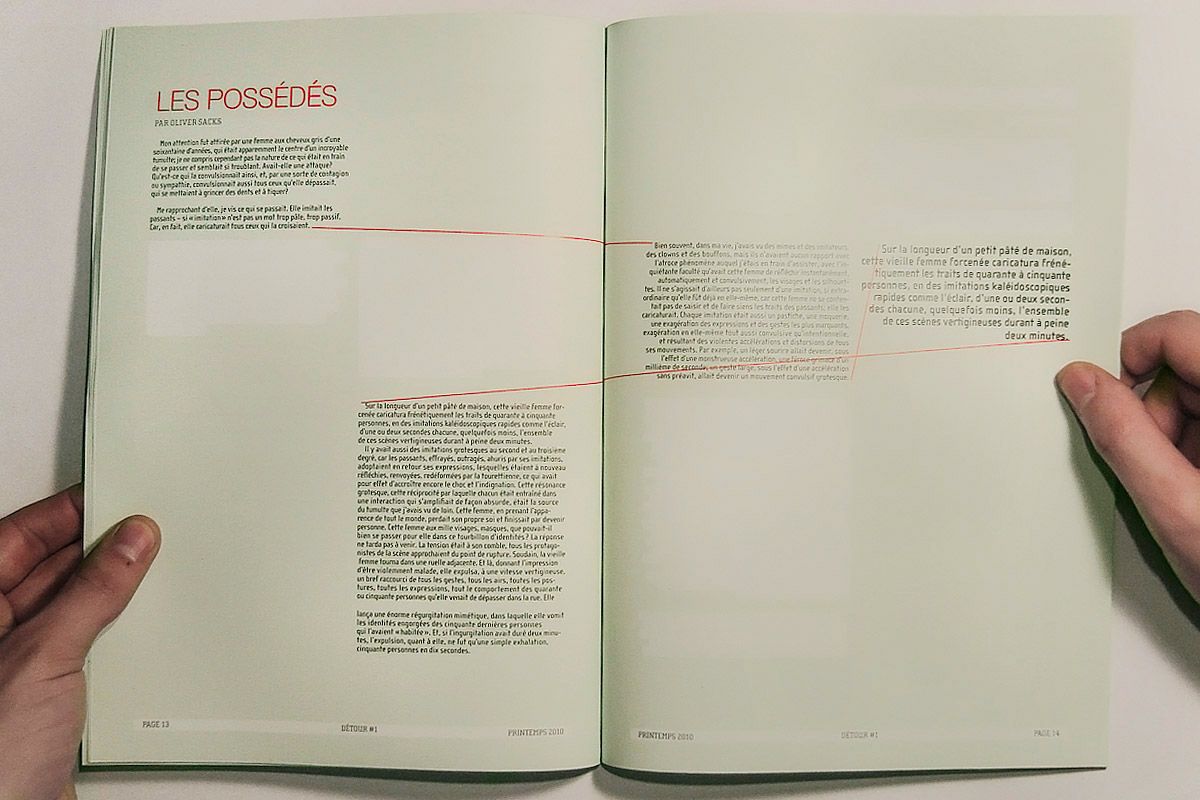 LES POSSÉDÉS
PAR OLIVER SACKS
Mon attention fut attirée par une femme aux cheveux gris d'une
soixantaine d'années, qui était apparemment le centre d'un incroyable
tumulte; je ne compris cependant pas la nature de ce qui était en train
de se passer et semblait si troublant. Avait-elle une attaque?
Qu'est-ce qui la convulsionnait ainsi, et, par une sorte de contagion
ou sympathie, convulsionnait aussi tous ceux qu'elle dépassait,
qui se mettaient à grincer des dents et à tiquer?
Me rapprochant d'elle, je vis ce qui se passait. Elle imitait les
passants – si « imitation » n'est pas un mot trop pâle, trop passif.
Car, en fait, elle caricaturait tous ceux qui la croisaient.
Bien souvent, dans ma vie, j'avais vu des mimes et des imitateurs,
des clowns et des bouffons, mais ils n'avaient aucun rapport avec
l'atroce phénomène auquel j'étais en train d'assister, avec l'in-
quiétante faculté qu'avait cette femme de réfléchir instantanément,
automatiquement et convulsivement, les visages et les silhouet-
tes. Il ne s'agissait d'ailleurs pas seulement d'une imitation, si extra-
ordinaire qu'elle fût déjà en elle-même, car cette femme ne se conten-
tait pas de saisir et de faire siens les traits des passants; elle les
caricaturait. Chaque imitation était aussi un pastiche, une moquerie,
une exagération des expressions et des gestes les plus marquants,
exagération en elle-même tout aussi convulsive qu'intentionnelle,
et résultant des violentes accélérations et distorsions de tous
ses mouvements. Par exemple, un léger sourire allait devenir, sous
l'effet d'une monstrueuse accélération, une féroce grimace d'un
millième de seconde; un geste large, sous l'effet d'une accélération
sans préavit, allait devenir un mouvement convulsif grotesque.
Sur la longueur d'un petit pâté de maison,
cette vieille femme forcenée caricatura fréné-
tiquement les traits de quarante à cinquante
personnes, en des imitations kaléidoscopiques
rapides comme l'éclair, d'une ou deux secon-
des chacune, quelquefois moins, l'ensemble
de ces scènes vertigineuses durant à peine
deux minutes.
Sur la longueur d'un petit pâté de maison, cette vieille femme for-
cenée caricatura frénétiquement les traits de quarante à cinquante
personnes, en des imitations kaléidoscopiques rapides comme l'éclair,
d'une ou deux secondes chacune, quelquefois moins, l'ensemble
de ces scènes vertigineuses durant à peine deux minutes.
Il y avait aussi des imitations grotesques au second et au troisième
degré, car les passants, effrayés, outragés, ahuris par ses imitations,
adoptaient en retour ses expressions, lesquelles étaient à nouveau
réfléchies, renvoyées, redéformées par la tourettienne, ce qui avait
pour effet d'accroître encore le choc et l'indignation. Cette résonance
grotesque, cette réciprocité par laquelle chacun était entraîné dans
une interaction qui s'amplifiait de façon absurde, était la source
du tumulte que j'avais vu de loin. Cette femme, en prenant l'appa-
rence de tout le monde, perdait son propre soi et finissait par devenir
personne. Cette femme aux mille visages, masques, que pouvait-il
bien se passer pour elle dans ce tourbillon d'identités? La réponse
ne tarda pas à venir. La tension était à son comble, tous les protago-
nistes de la scène approchaient du point de rupture. Soudain, la vieille
femme tourna dans une ruelle adjacente. Et là, donnant l'impression
d'être violemment malade, elle expulsa, à une vitesse vertigineuse,
un bref raccourci de tous les gestes, tous les airs, toutes les pos-
tures, toutes les expressions, tout le comportement des quarante
ou cinquante personnes qu'elle venait de dépasser dans la rue. Elle
lança une énorme régurgitation mimétique, dans laquelle elle vomit
les identités engorgées des cinquante dernières personnes
qui l'avaient « habitée ». Et, si l'ingurgitation avait duré deux minu-
tes, l'expulsion, quant à elle, ne fut qu'une simple exhalation,
cinquante personnes en dix secondes.
PAGE 13
DÉTOUR #1
PRINTEMPS 2010
PRINTEMPS 2010
DÉTOUR #1
PAGE 14